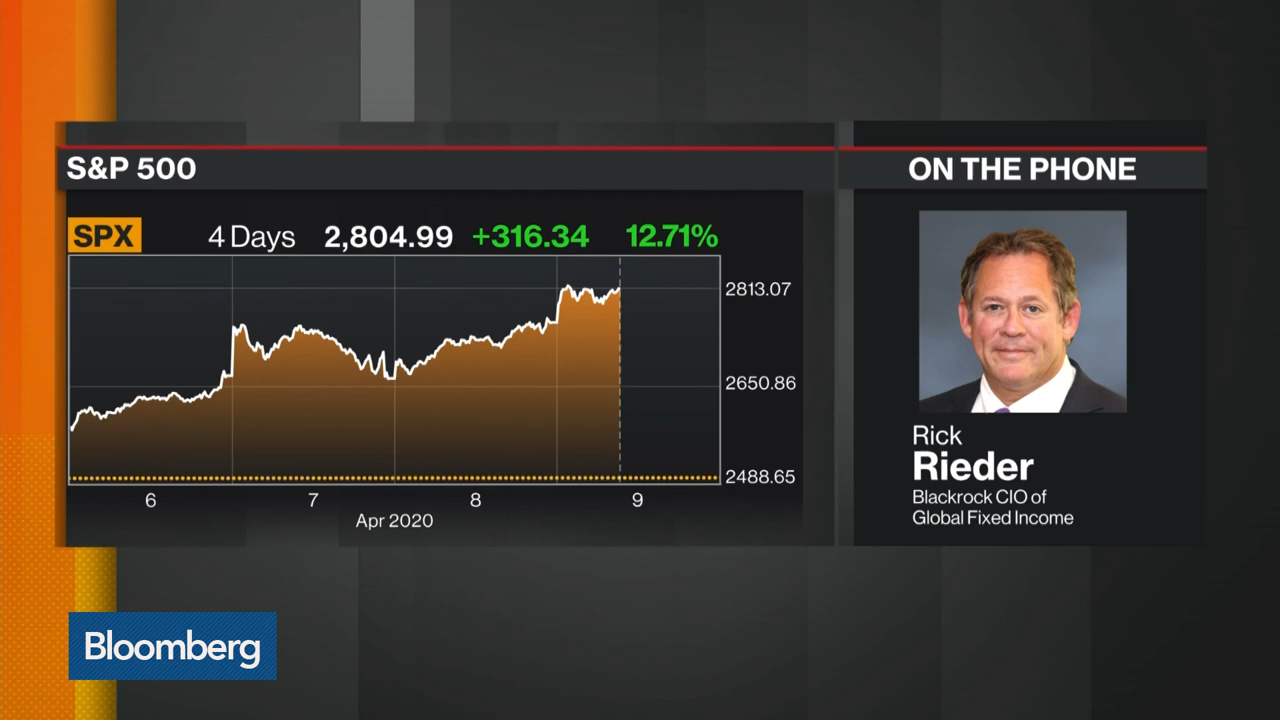 S&P 500
SPX 4 Days 2,804.99 +316.34 12.71%
2813.07
2650.86
2488.65
6 7 8 9
Apr 2020
ON THE PHONE
Rick
Rieder
Blackrock CIO of
Global Fixed Income
Bloomberg